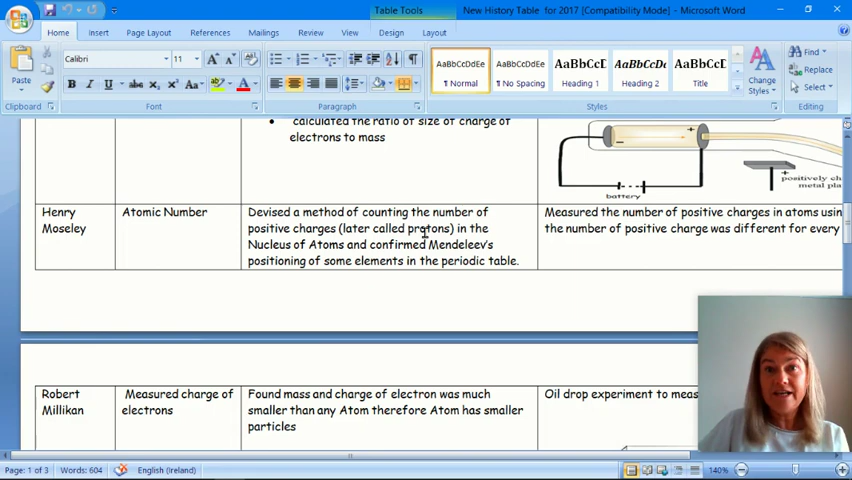 Table Tools
New History Table for 2017 [Compatibility Mode] - Microsoft Word
Home
Insert
Page Layout
References
Mailings
Review
View
Design
Layout
Paste
Clipboard
Calibri
11
Font
Paragraph
AaBbCcDdEe
¶ Normal
AaBbCcDdEe
¶ No Spacing
AaBbCcD
Heading 1
AaBbCcD
Heading 2
AaBbCcD
Title
Change
Styles
Styles
Find
Replace
Select
Editing
calculated the ratio of size of charge of
electrons to mass
battery
positively
metal pla
Henry
Moseley
Atomic Number
Devised a method of counting the number of
positive charges (later called protons) in the
Nucleus of Atoms and confirmed Mendeleev's
positioning of some elements in the periodic table.
Measured the number of positive charges in atoms usin
the number of positive charge was different for every
Robert
Millikan
Measured charge of
electrons
Found mass and charge of electron was much
smaller than any Atom therefore Atom has smaller
particles
Oil drop experiment to meas
Page: 1 of 3
Words: 604
English (Ireland)
140%